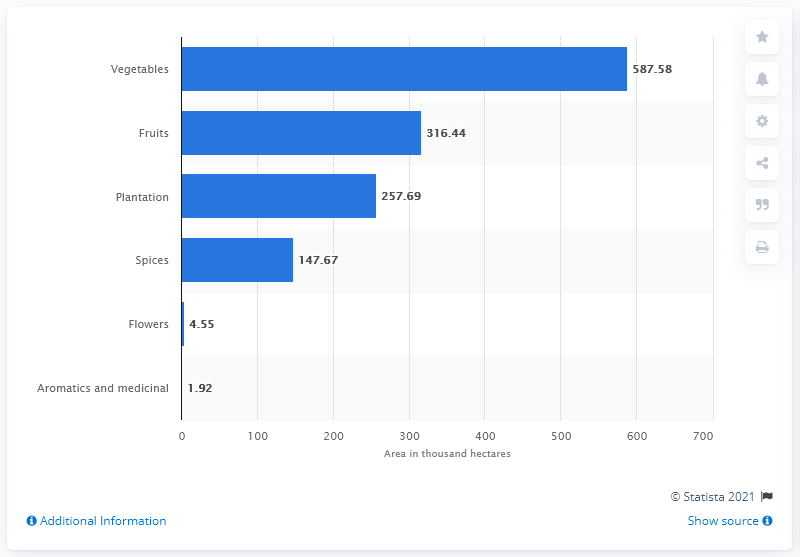 Vegetables 587.58
Fruits 316.44
Plantation 257.69
Spices 147.67
Flowers 4.55
Aromatics and medicinal 1.92
0 100 200 300 400 500 600 700
Area in thousand hectares
© Statista 2021
Additional Information Show source